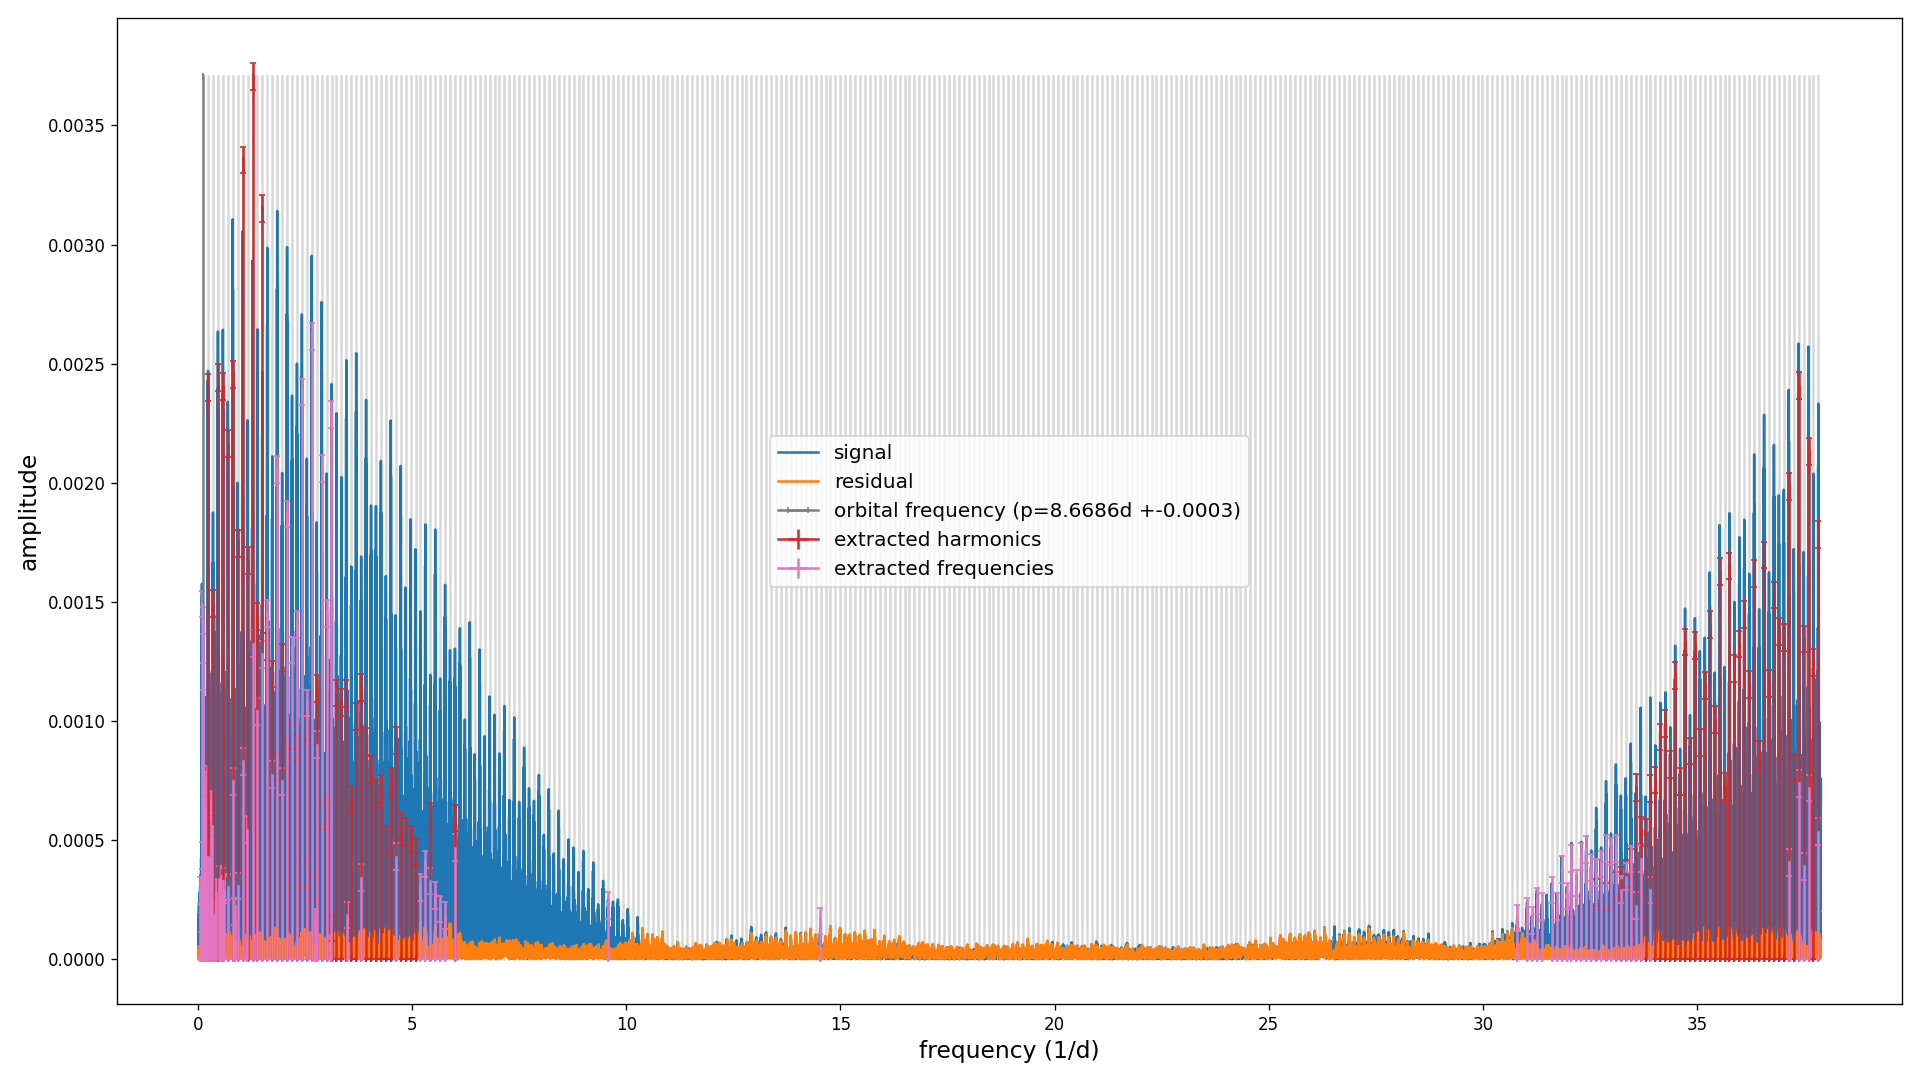 amplitude
0.0035
0.0030
0.0025
0.0020
0.0015
0.0010
0.0005
0.0000
signal
residual
orbital frequency (p=8.6686d +-0.0003)
extracted harmonics
extracted frequencies
0 5 10 15 20 25 30 35
frequency (1/d)